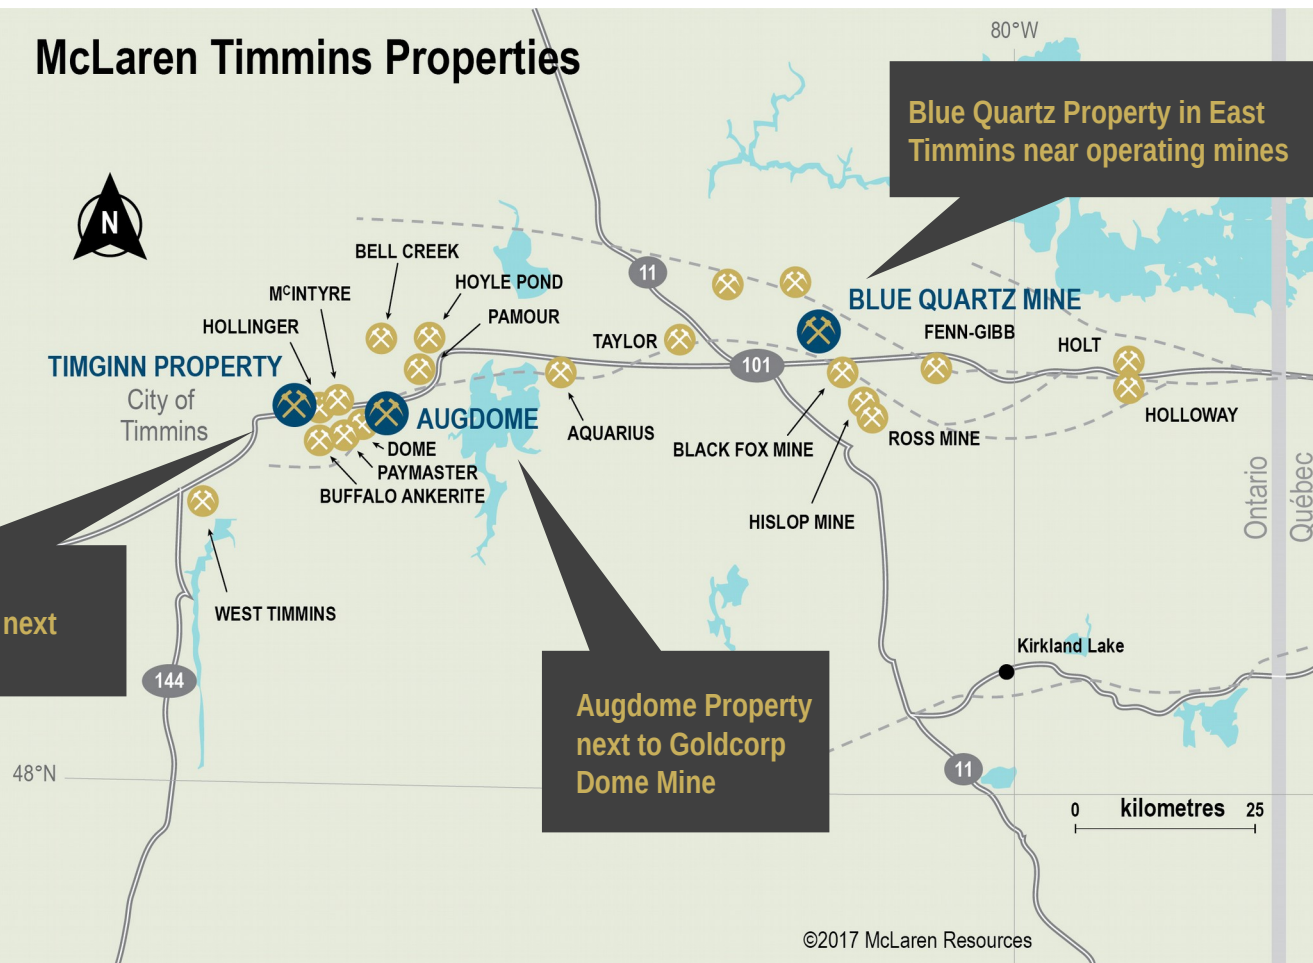 McLaren Timmins Properties
80°W
Blue Quartz Property in East
Timmins near operating mines
N
BELL CREEK
11
HOYLE POND
McINTYRE
BLUE QUARTZ MINE
HOLLINGER
PAMOUR
FENN-GIBB
TAYLOR
HOLT
TIMGINN PROPERTY
101
City of
Timmins
AUGDOME
HOLLOWAY
AQUARIUS
ROSS MINE
DOME
BLACK FOX MINE
PAYMASTER
BUFFALO ANKERITE
Ontario
Québec
HISLOP MINE
WEST TIMMINS
next
Kirkland Lake
144
Augdome Property
next to Goldcorp
Dome Mine
48°N
11
0 kilometres 25
©2017 McLaren Resources